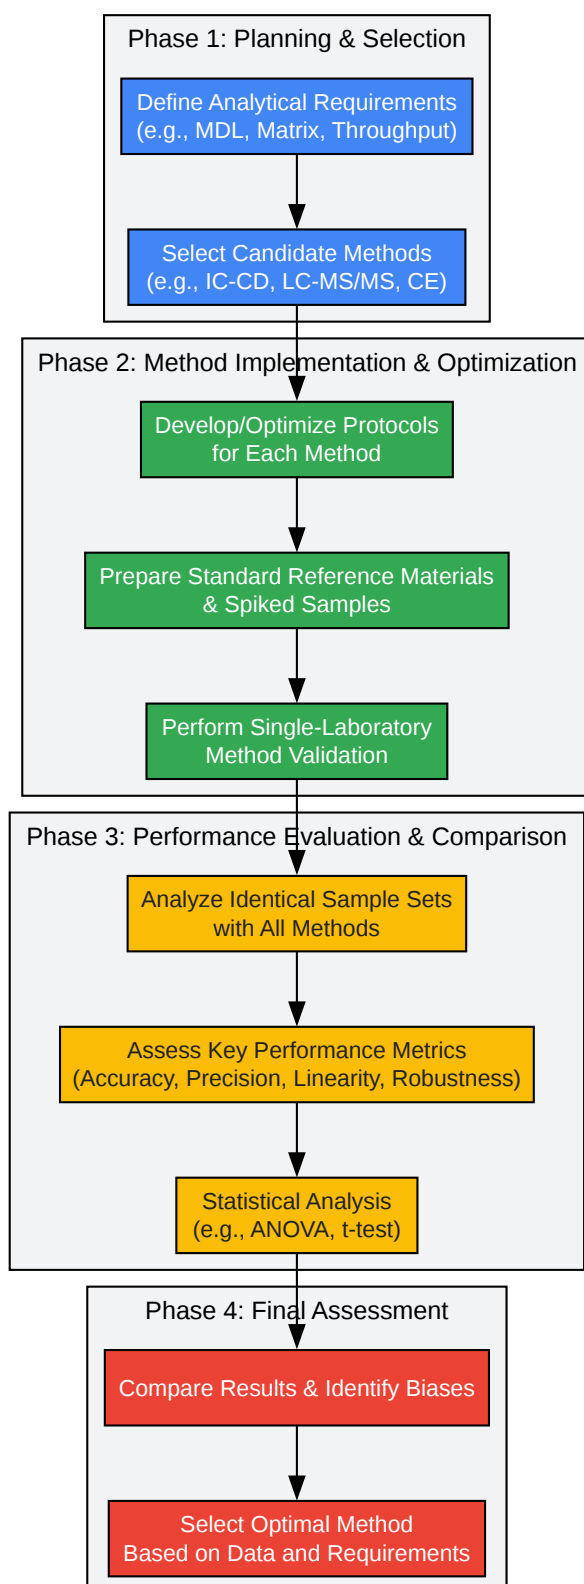 Phase 1: Planning & Selection
Define Analytical Requirements
(e.g., MDL, Matrix, Throughput)
Select Candidate Methods
(e.g., IC-CD, LC-MS/MS, CE)
Phase 2: Method Implementation & Optimization
Develop/Optimize Protocols
for Each Method
Prepare Standard Reference Materials
& Spiked Samples
Perform Single-Laboratory
Method Validation
Phase 3: Performance Evaluation & Comparison
Analyze Identical Sample Sets
with All Methods
Assess Key Performance Metrics
(Accuracy, Precision, Linearity, Robustness)
Statistical Analysis
(e.g., ANOVA, t-test)
Phase 4: Final Assessment
Compare Results & Identify Biases
Select Optimal Method
Based on Data and Requirements